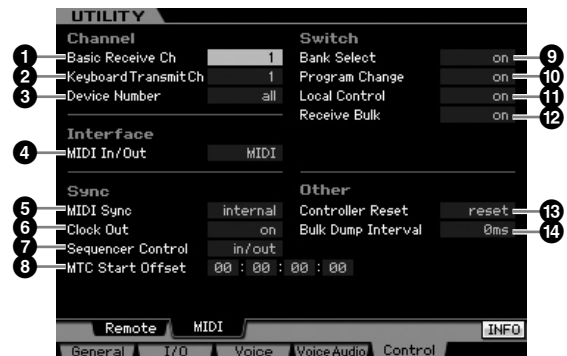 UTILITY
Channel
1 Basic Receive Ch 1
2 Keyboard Transmit Ch 1
3 Device Number all
Interface
4 MIDI In/Out MIDI
Sync
5 MIDI Sync internal
6 Clock Out on
7 Sequencer Control in/out
8 MTC Start Offset 00 : 00 : 00 : 00
Switch
Bank Select on 9
Program Change on 10
Local Control on 11
Receive Bulk on 12
Other
Controller Reset reset 13
Bulk Dump Interval 0ms 14
Remote MIDI INFO
General I/O Voice Voice Audio Control